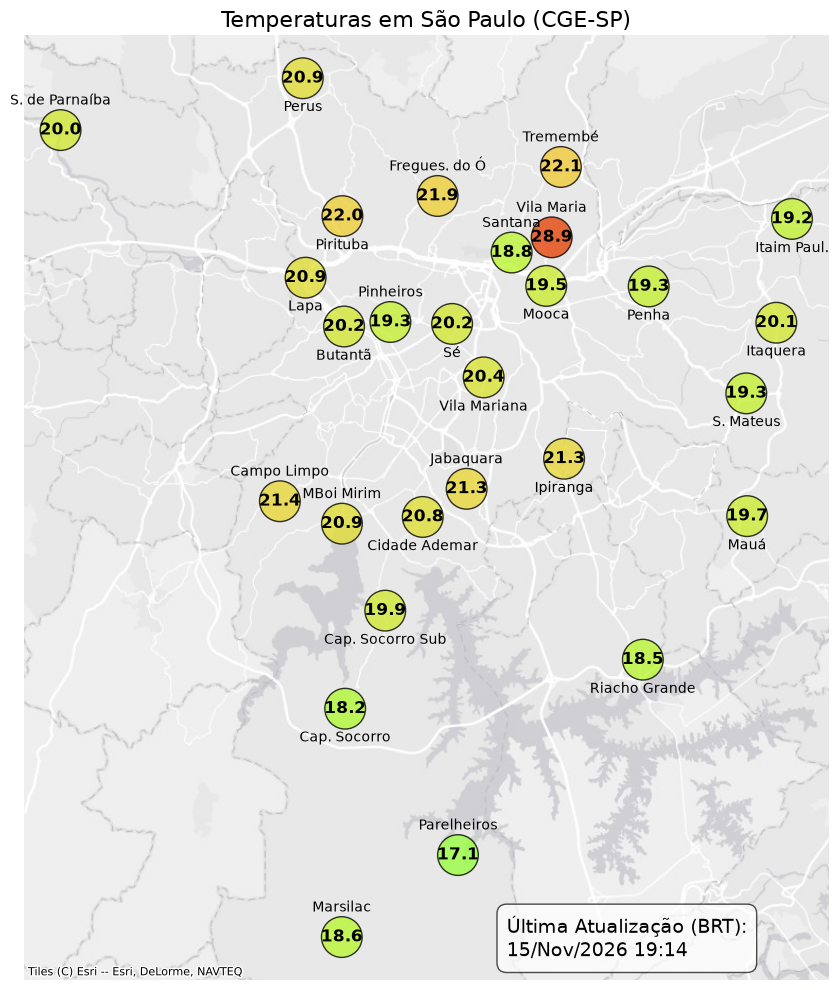 Temperaturas em São Paulo (CGE-SP)
20.9
Perus
S. de Parnaíba
20.0
Tremembé
22.1
Fregues. do Ó
21.9
22.0
Pirituba
Vila Maria
28.9
Santana
18.8
19.2
Itaim Paul.
20.9
Lapa
19.5
Mooca
19.3
Penha
Pinheiros
19.3
20.2
Butantã
20.2
Sé
20.1
Itaquera
20.4
Vila Mariana
19.3
S. Mateus
21.3
Ipiranga
Jabaquara
21.3
Campo Limpo
21.4
MBoi Mirim
20.9
20.8
Cidade Ademar
19.7
Mauá
19.9
Cap. Socorro Sub
18.5
Riacho Grande
18.2
Cap. Socorro
Parelheiros
17.1
Marsilac
18.6
Última Atualização (BRT):
15/Nov/2026 19:14
Tiles (C) Esri -- Esri, DeLorme, NAVTEQ